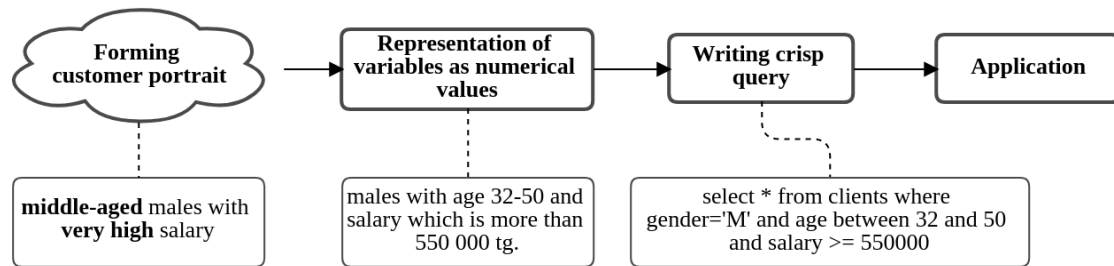 Forming
customer portrait
Representation of
variables as numerical
values
Writing crisp
query
Application
middle-aged males with
very high salary
males with age 32-50 and
salary which is more than
550 000 tg.
select * from clients where
gender='M' and age between 32 and 50
and salary >= 550000